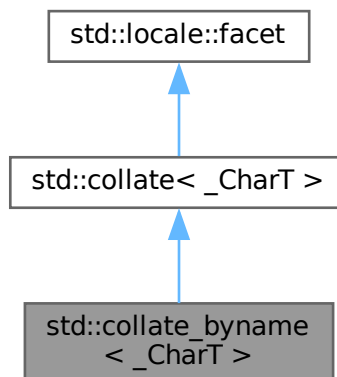 std::locale::facet
std::collate< _CharT >
std::collate_byname
< _CharT >